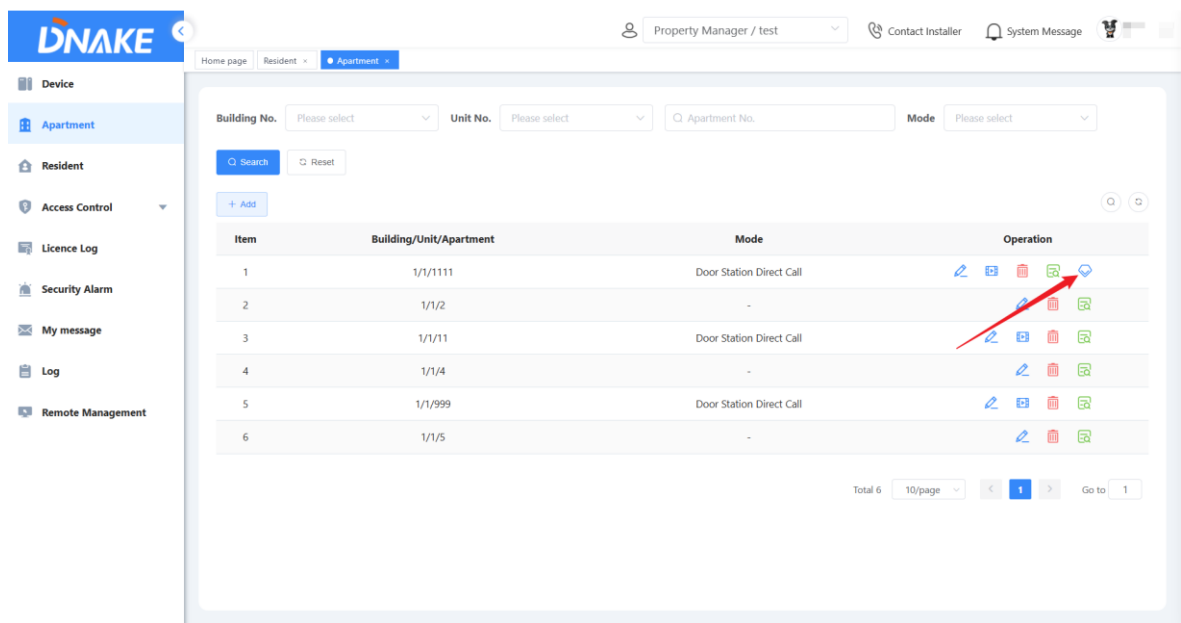 DNAKE
Property Manager / test
Contact Installer
System Message
Home page
Resident ×
Apartment ×
Device
Apartment
Resident
Access Control
Licence Log
Security Alarm
My message
Log
Remote Management
Building No. Please select Unit No. Please select Apartment No. Mode Please select
Search Reset
+ Add
Item Building/Unit/Apartment Mode Operation
1 1/1/1111 Door Station Direct Call
2 1/1/2 -
3 1/1/11 Door Station Direct Call
4 1/1/4 -
5 1/1/999 Door Station Direct Call
6 1/1/5 -
Total 6 10/page < 1 > Go to 1